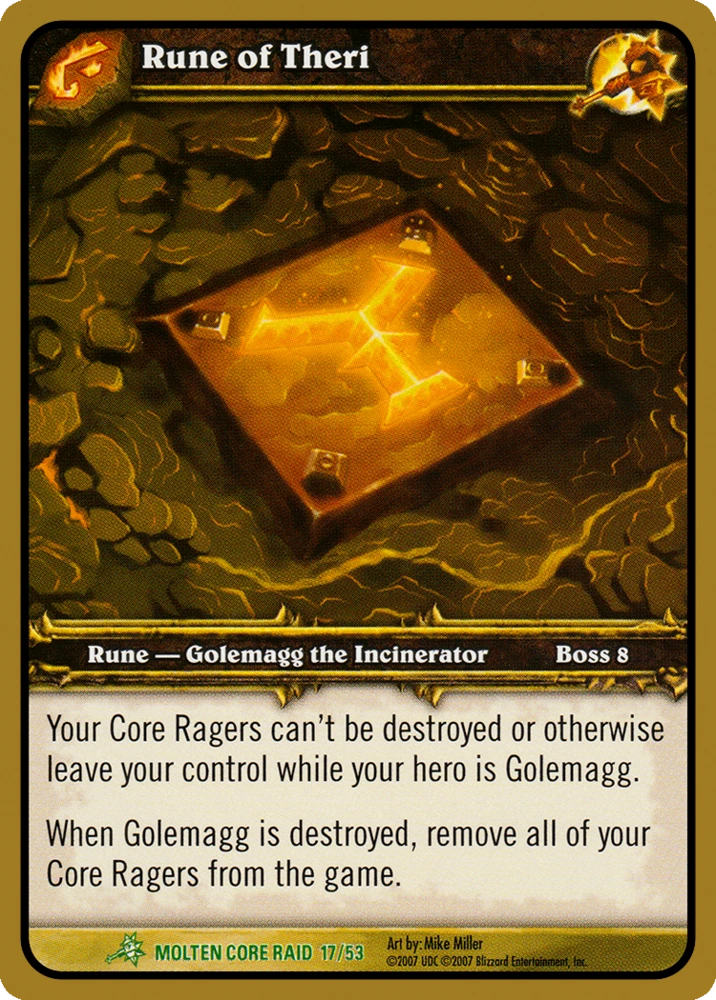 Rune of Theri
Rune — Golemagg the Incinerator Boss 8
Your Core Ragers can't be destroyed or otherwise
leave your control while your hero is Golemagg.
When Golemagg is destroyed, remove all of your
Core Ragers from the game.
MOLTEN CORE RAID 17/53
Art by: Mike Miller
©2007 UDC ©2007 Blizzard Entertainment, Inc.